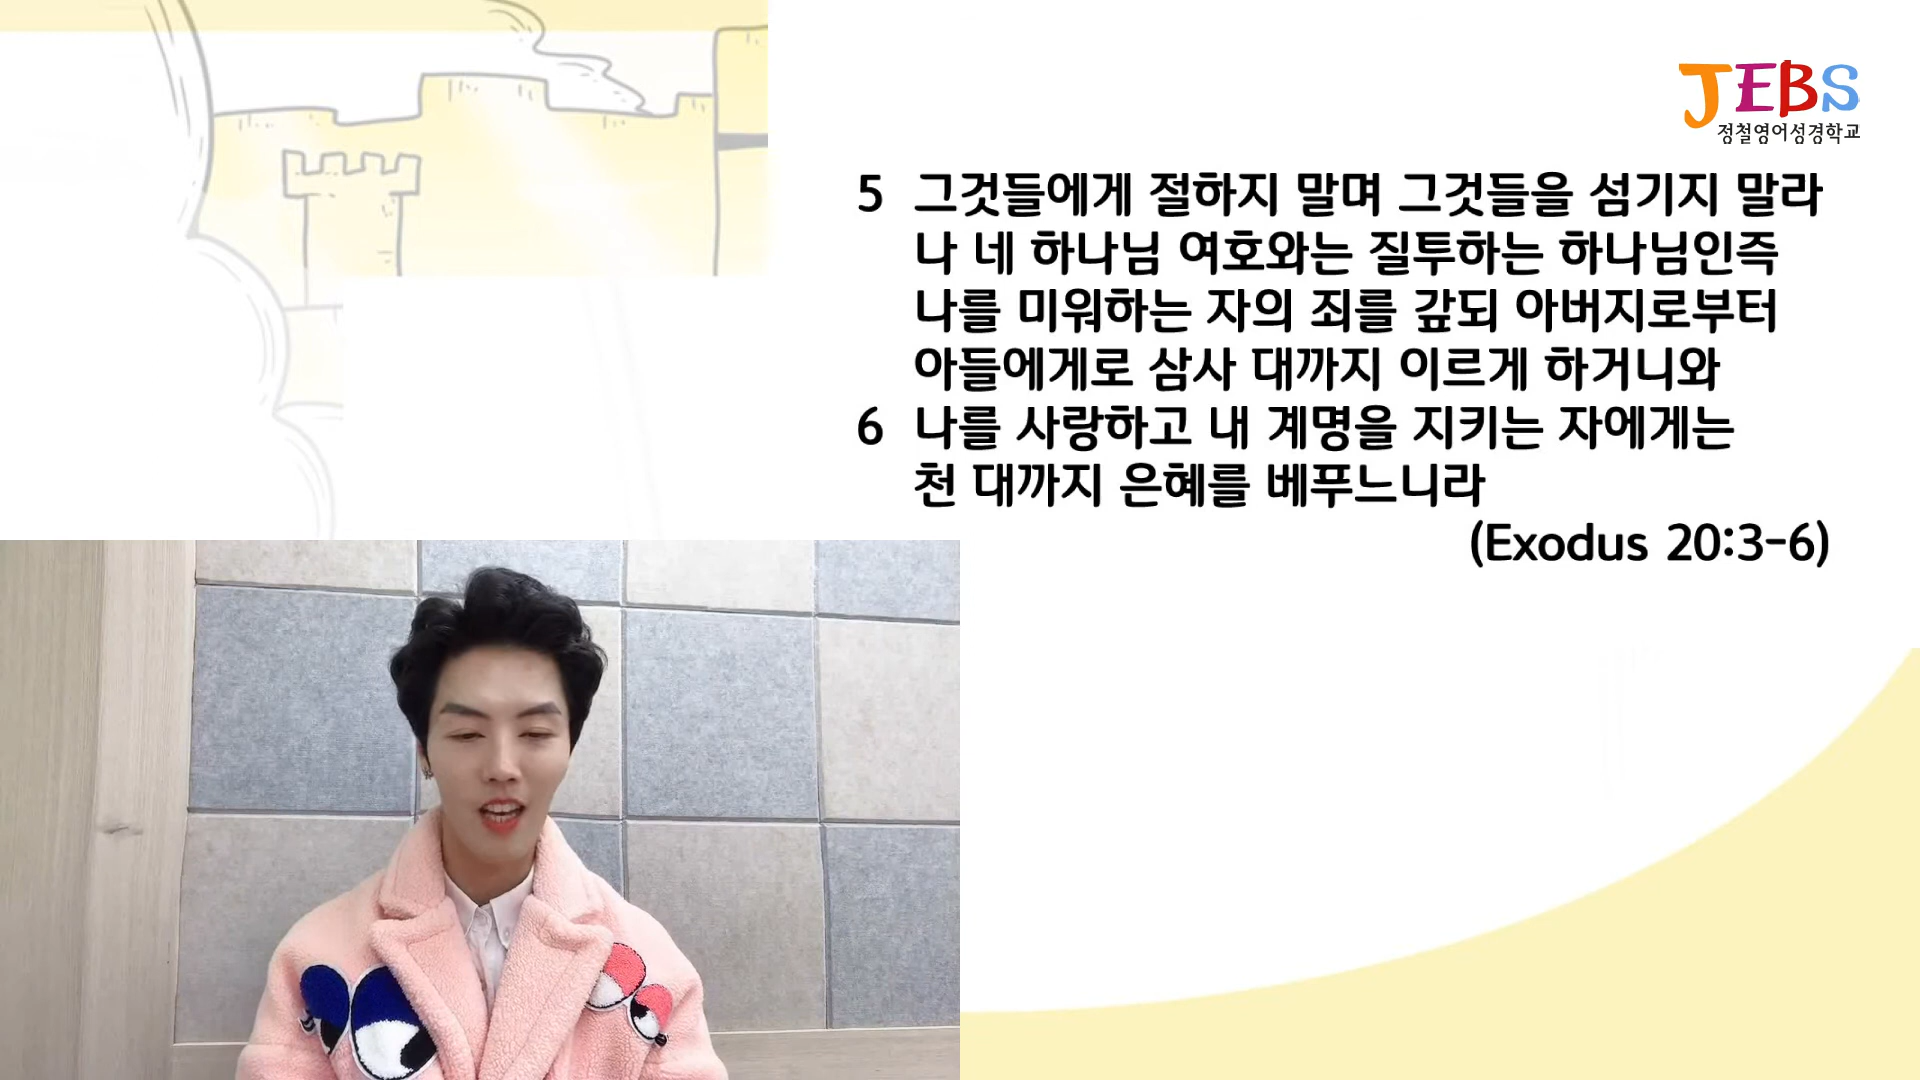 JEBS
정철영어성경학교
5 그것들에게 절하지 말며 그것들을 섬기지 말라
나 네 하나님 여호와는 질투하는 하나님인즉
나를 미워하는 자의 죄를 갚되 아버지로부터
아들에게로 삼사 대까지 이르게 하거니와
6 나를 사랑하고 내 계명을 지키는 자에게는
천 대까지 은혜를 베푸느니라
(Exodus 20:3-6)